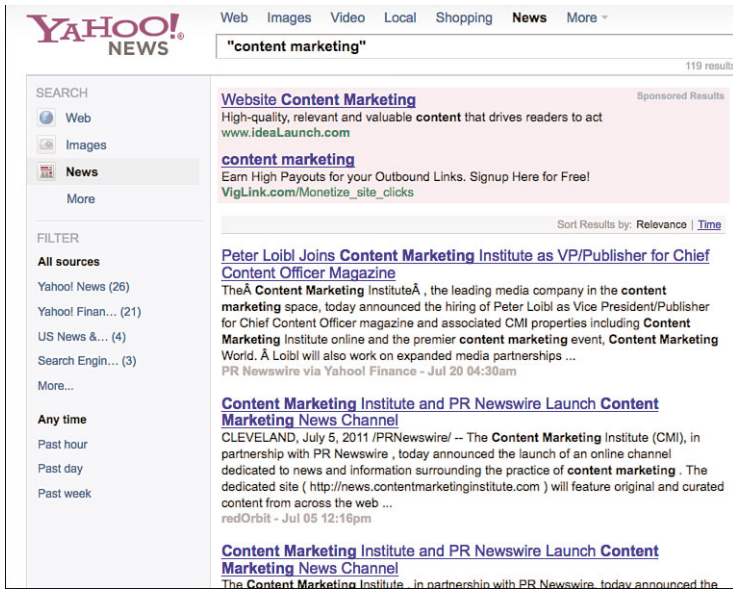 YAHOO!®
NEWS
Web Images Video Local Shopping News More
"content marketing"
119 results
SEARCH
Web
Images
News
More
FILTER
All sources
Yahoo! News (26)
Yahoo! Finan... (21)
US News &... (4)
Search Engin... (3)
More...
Any time
Past hour
Past day
Past week
Website Content Marketing
Sponsored Results
High-quality, relevant and valuable content that drives readers to act
www.ideaLaunch.com
content marketing
Earn High Payouts for your Outbound Links. Signup Here for Free!
VigLink.com/Monetize_site_clicks
Sort Results by: Relevance | Time
Peter Loibl Joins Content Marketing Institute as VP/Publisher for Chief
Content Officer Magazine
TheÂ Content Marketing InstituteÂ , the leading media company in the content
marketing space, today announced the hiring of Peter Loibl as Vice President/Publisher
for Chief Content Officer magazine and associated CMI properties including Content
Marketing Institute online and the premier content marketing event, Content Marketing
World. Â Loibl will also work on expanded media partnerships ...
PR Newswire via Yahoo! Finance - Jul 20 04:30am
Content Marketing Institute and PR Newswire Launch Content
Marketing News Channel
CLEVELAND, July 5, 2011 /PRNewswire/ -- The Content Marketing Institute (CMI), in
partnership with PR Newswire , today announced the launch of an online channel
dedicated to news and information surrounding the practice of content marketing . The
dedicated site ( http://news.contentmarketinginstitute.com ) will feature original and curated
content from across the web ...
redOrbit - Jul 05 12:16pm
Content Marketing Institute and PR Newswire Launch Content
Marketing News Channel
The Content Marketing Institute , in partnership with PR Newswire, today announced the